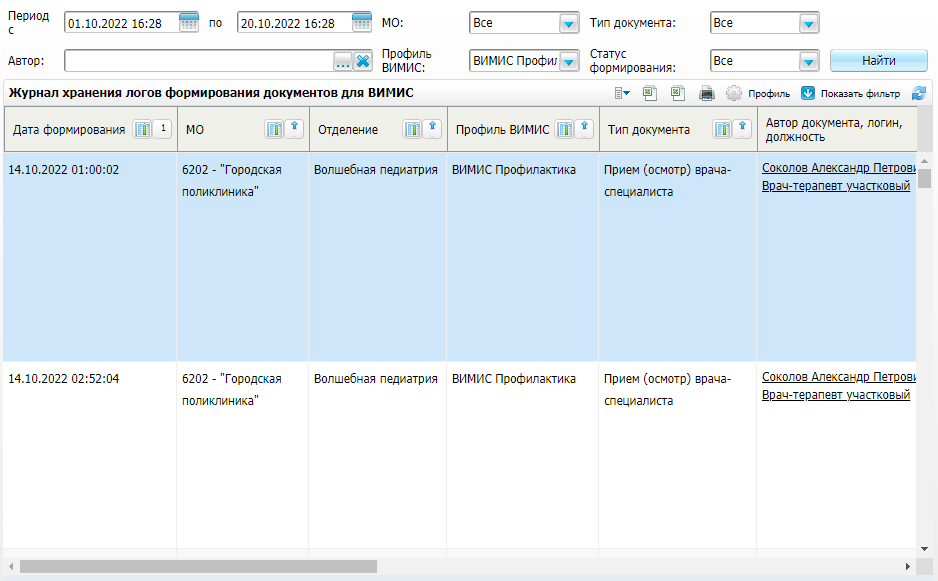 Период с 01.10.2022 16:28 по 20.10.2022 16:28 МО: Все Тип документа: Все
Автор: ... Профиль ВИМИС: ВИМИС Профил Статус формирования: Все Найти
Журнал хранения логов формирования документов для ВИМИС Профиль Показать фильтр
Дата формирования 1 МО Отделение Профиль ВИМИС Тип документа Автор документа, логин, должность
14.10.2022 01:00:02 6202 - "Городская Волшебная педиатрия ВИМИС Профилактика Прием (осмотр) врача- Соколов Александр Петрови
поликлиника" специалиста Врач-терапевт участковый
14.10.2022 02:52:04 6202 - "Городская Волшебная педиатрия ВИМИС Профилактика Прием (осмотр) врача- Соколов Александр Петрови
поликлиника" специалиста Врач-терапевт участковый